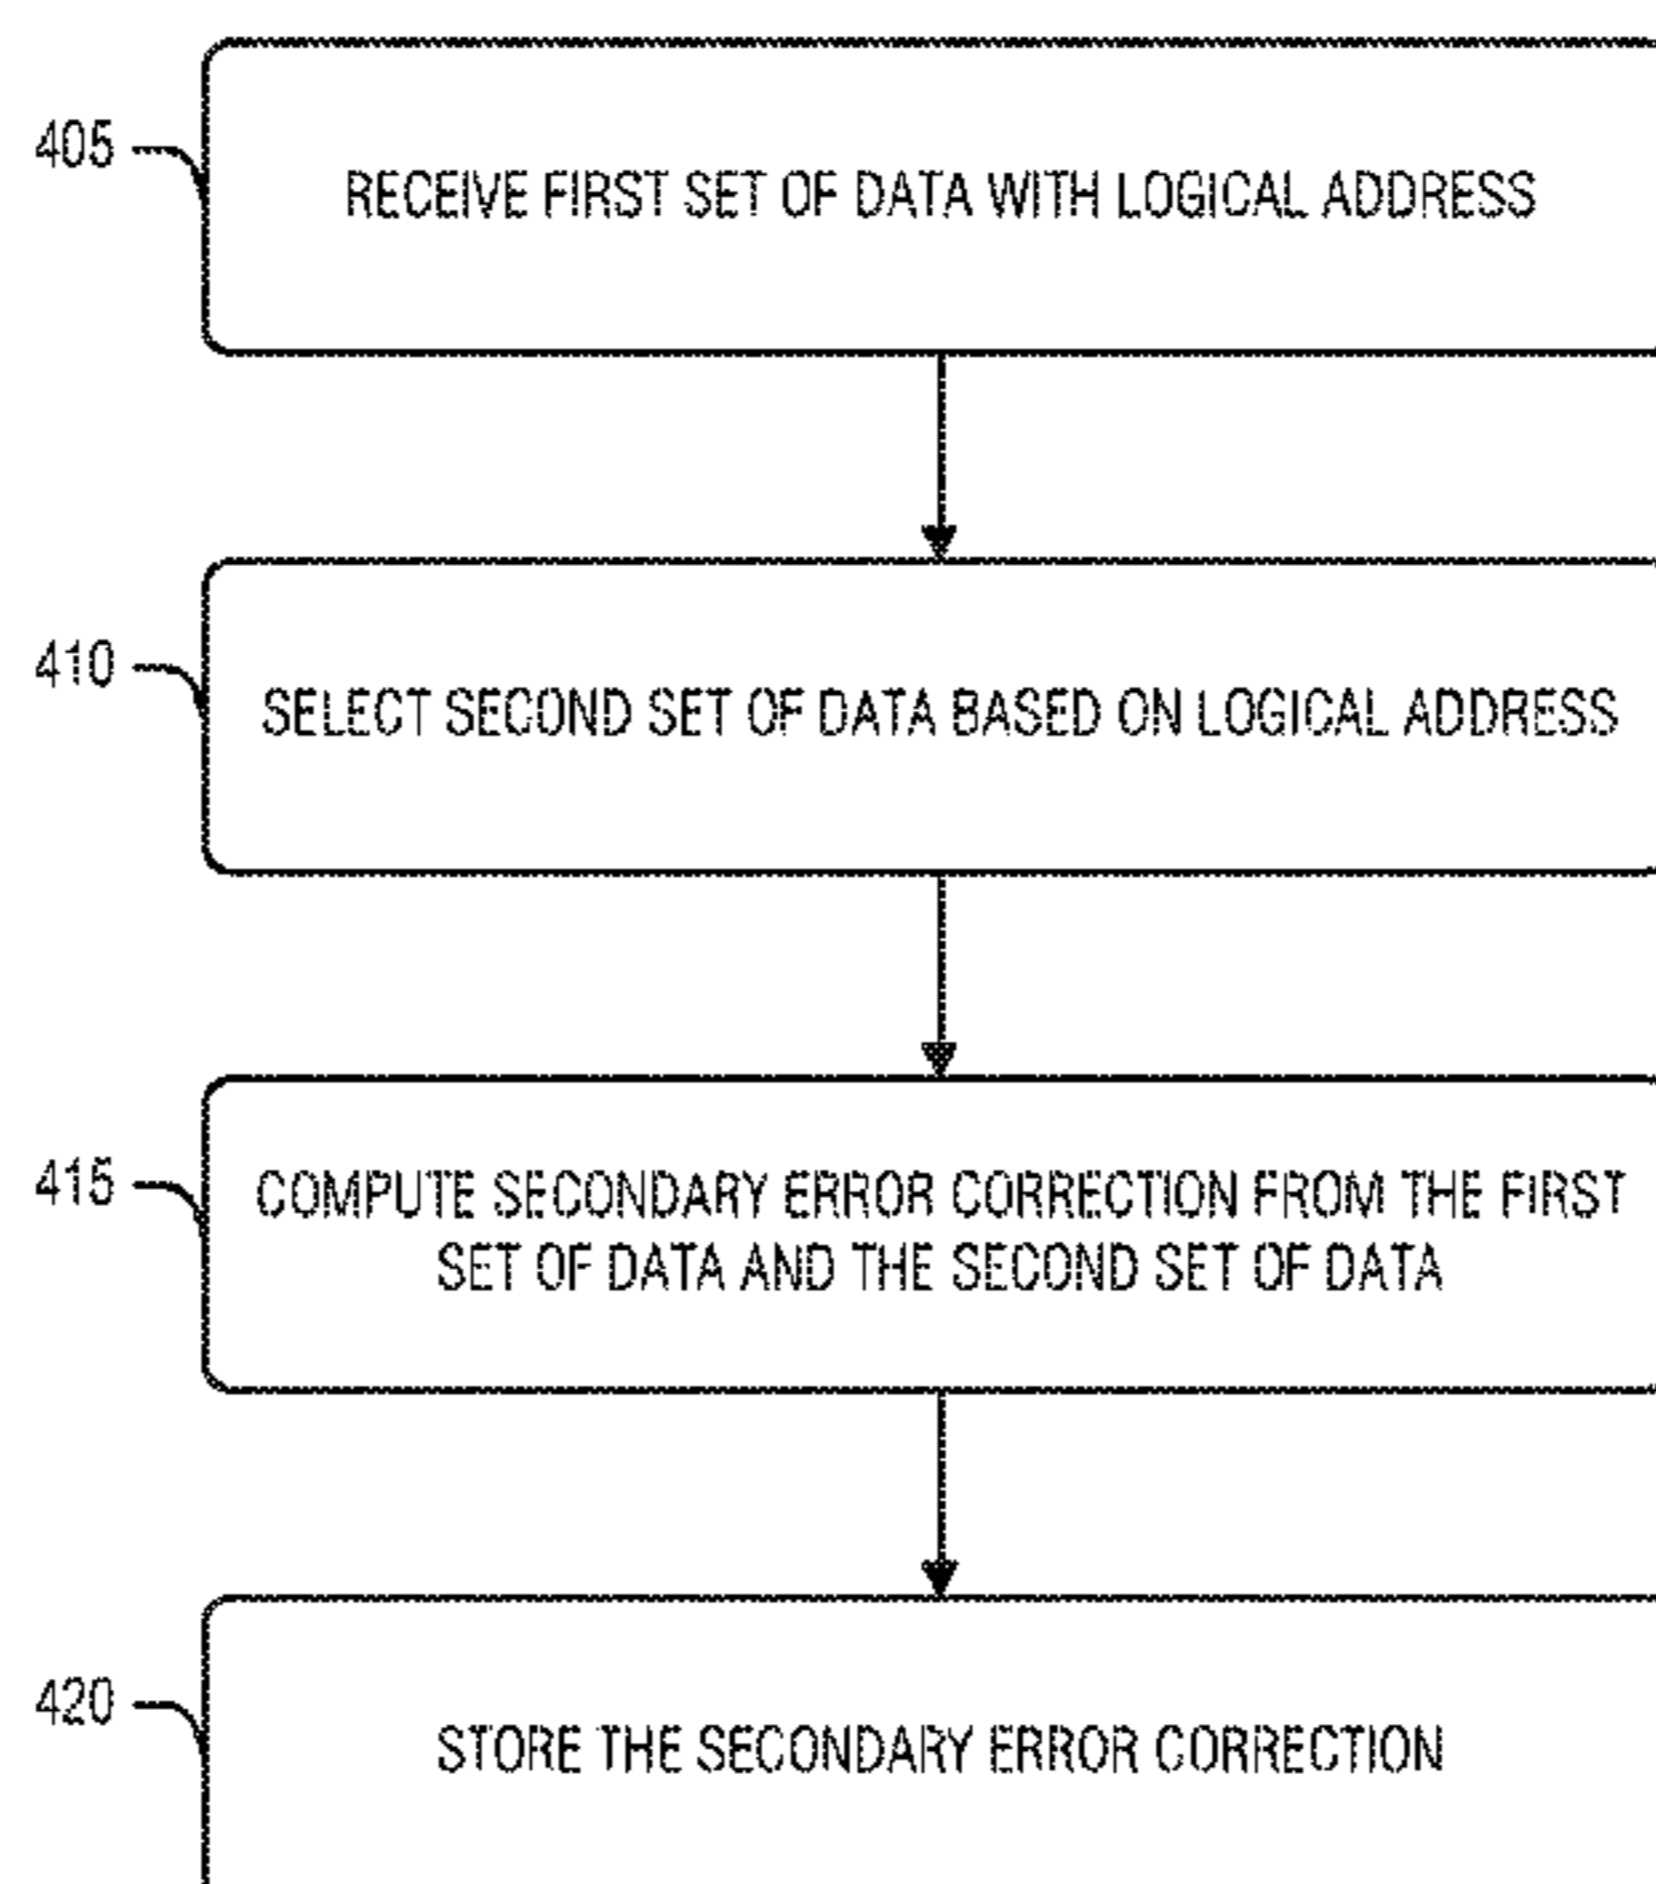 405
RECEIVE FIRST SET OF DATA WITH LOGICAL ADDRESS
410
SELECT SECOND SET OF DATA BASED ON LOGICAL ADDRESS
415
COMPUTE SECONDARY ERROR CORRECTION FROM THE FIRST
SET OF DATA AND THE SECOND SET OF DATA
420
STORE THE SECONDARY ERROR CORRECTION